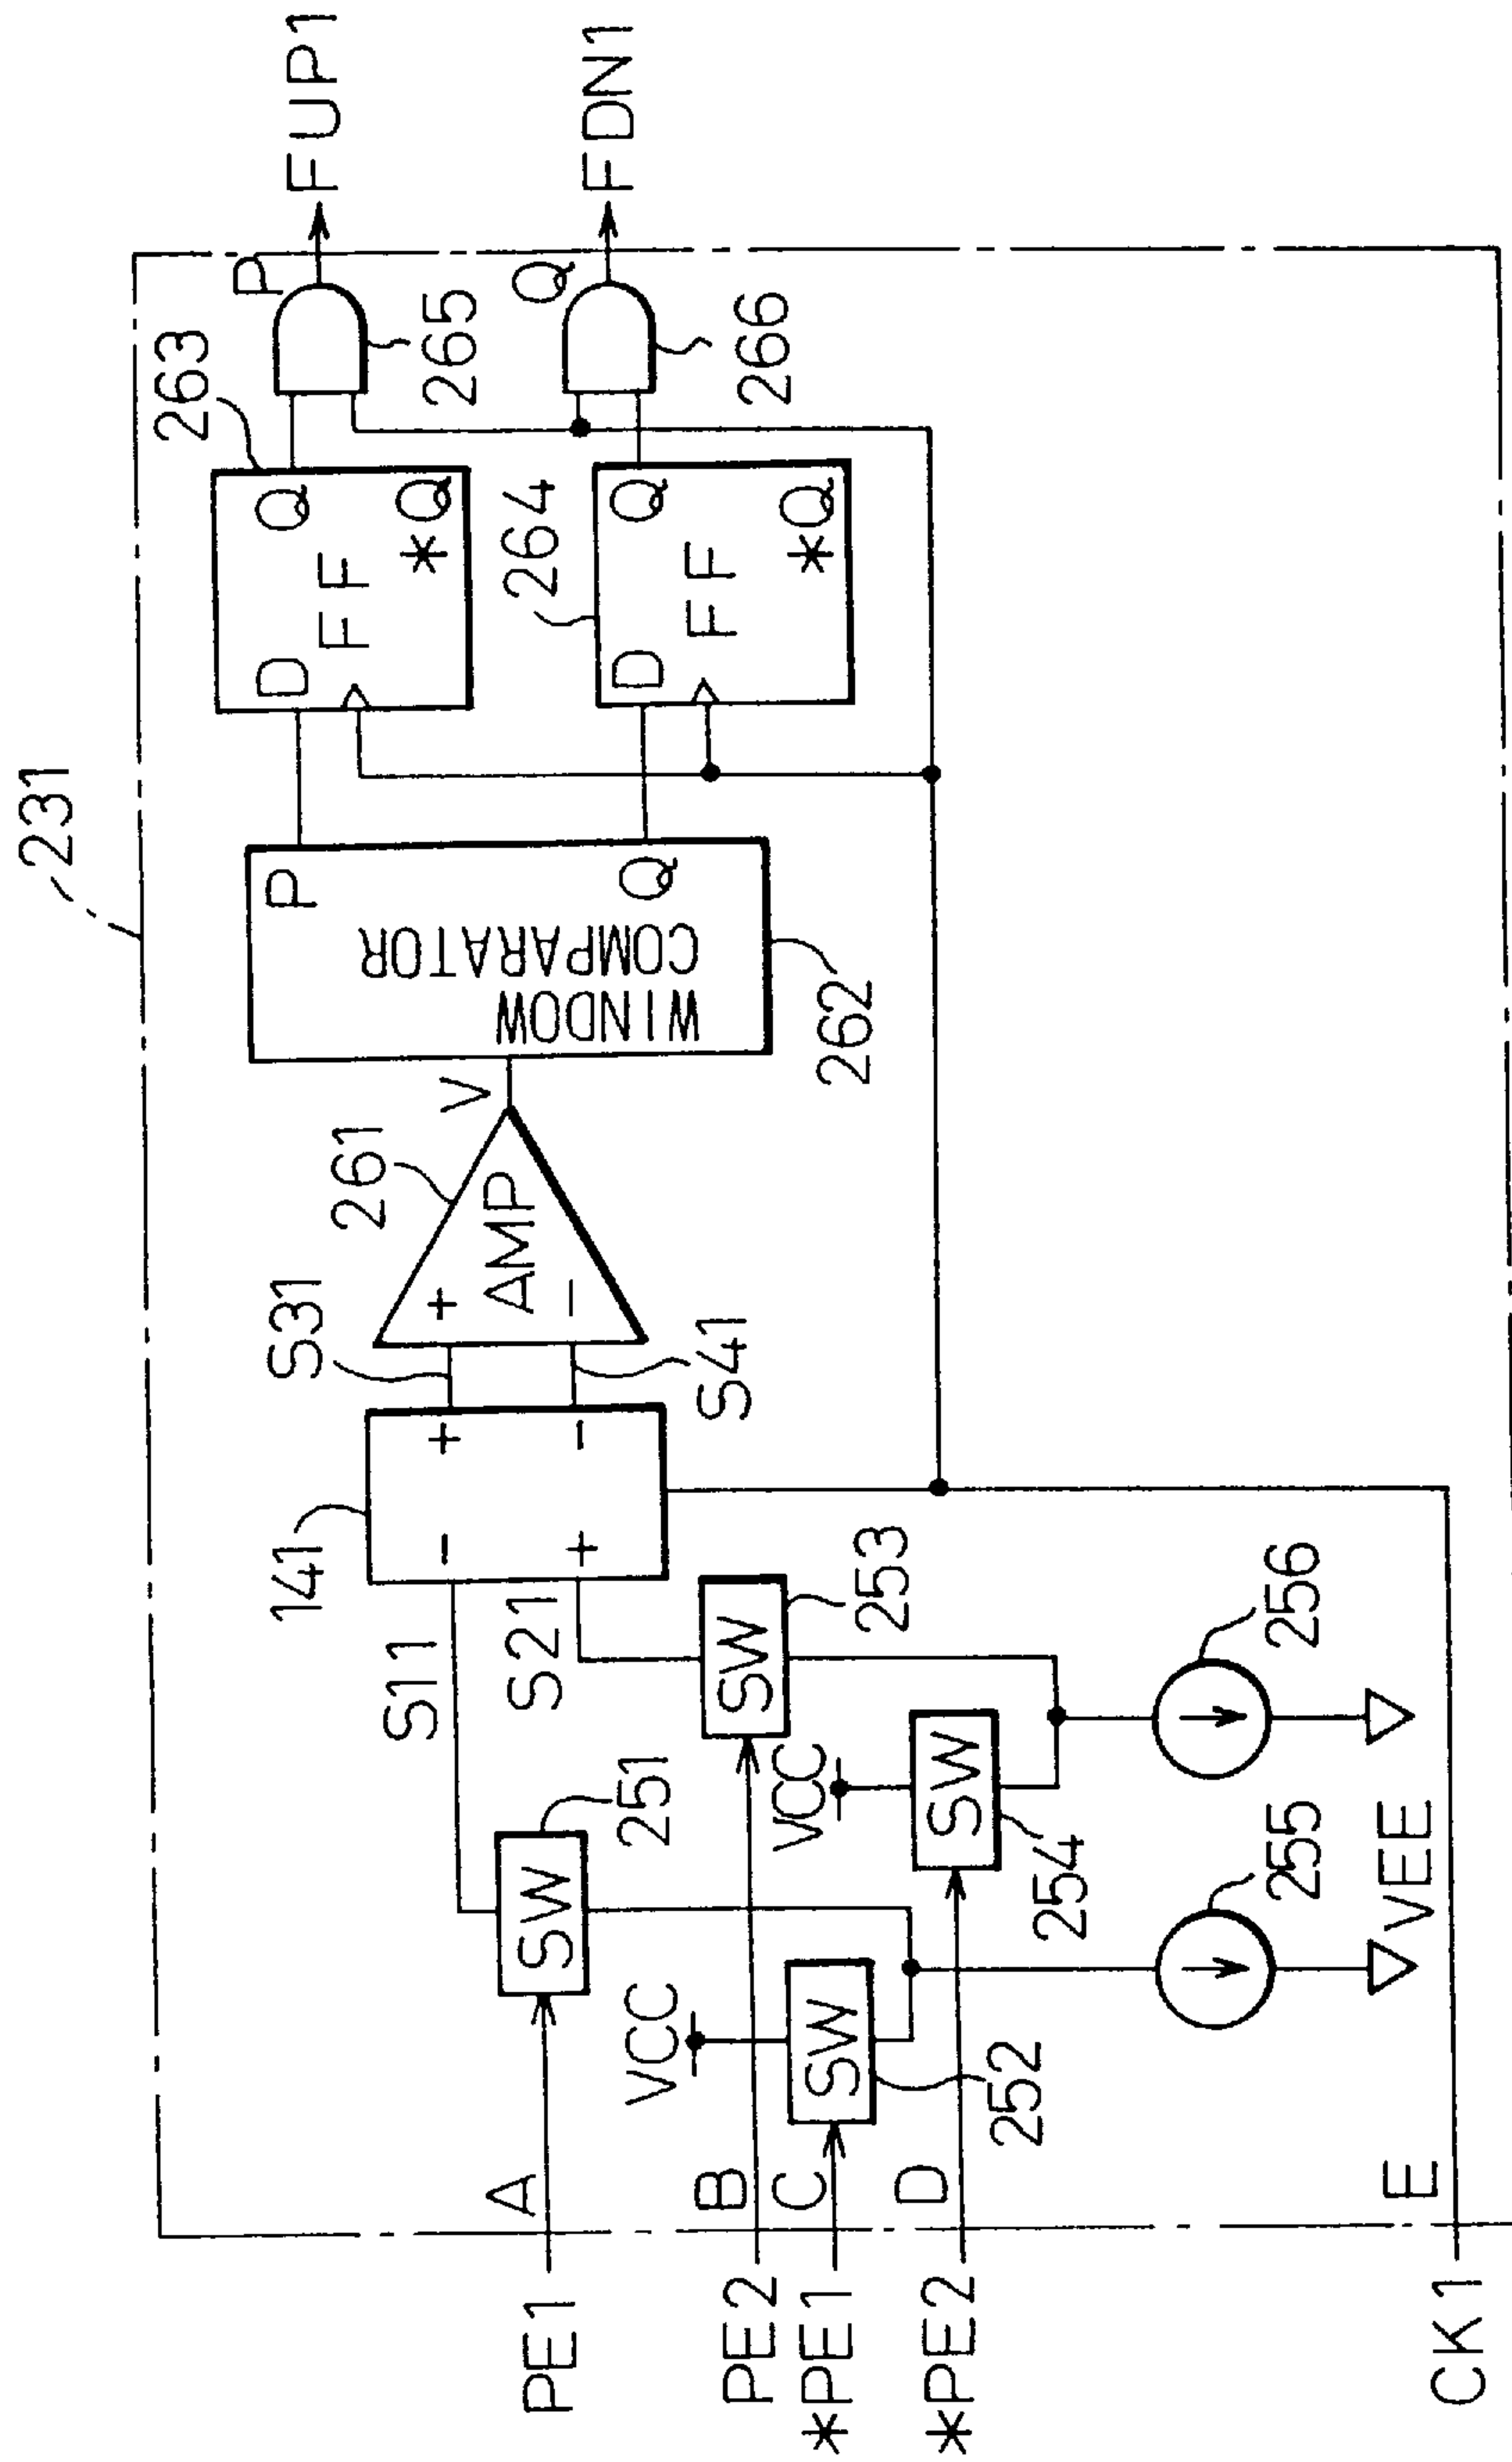 231
263
P
FUP1
D
Q
FF
*Q
265
264
Q
FDN1
D
Q
FF
*Q
266
P
Q
WINDOW
COMPARATOR
262
V
261
+
AMP
-
S31
S41
141
-
+
+
-
S11
S21
SW
251
SW
253
VCC
SW
252
VCC
SW
254
255
256
VEE
PE1
A
PE2
B
*PE1
C
*PE2
D
CK1
E